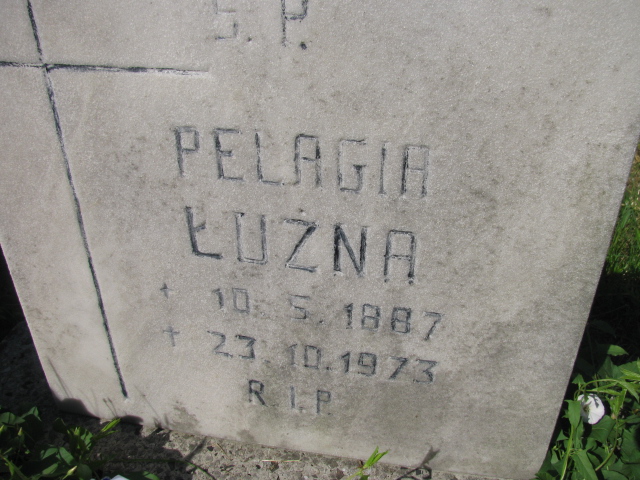 Ś. P.
PELAGIA
ŁUŻNA
* 10. 5. 1887
+ 23. 10. 1973
R. I. P.